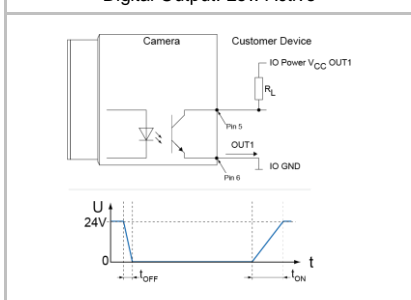 Digital Output: Low Active
Camera
Customer Device
IO Power VCC OUT1
RL
Pin 5
OUT1
IO GND
Pin 6
U
24V
0
t
tOFF
tON